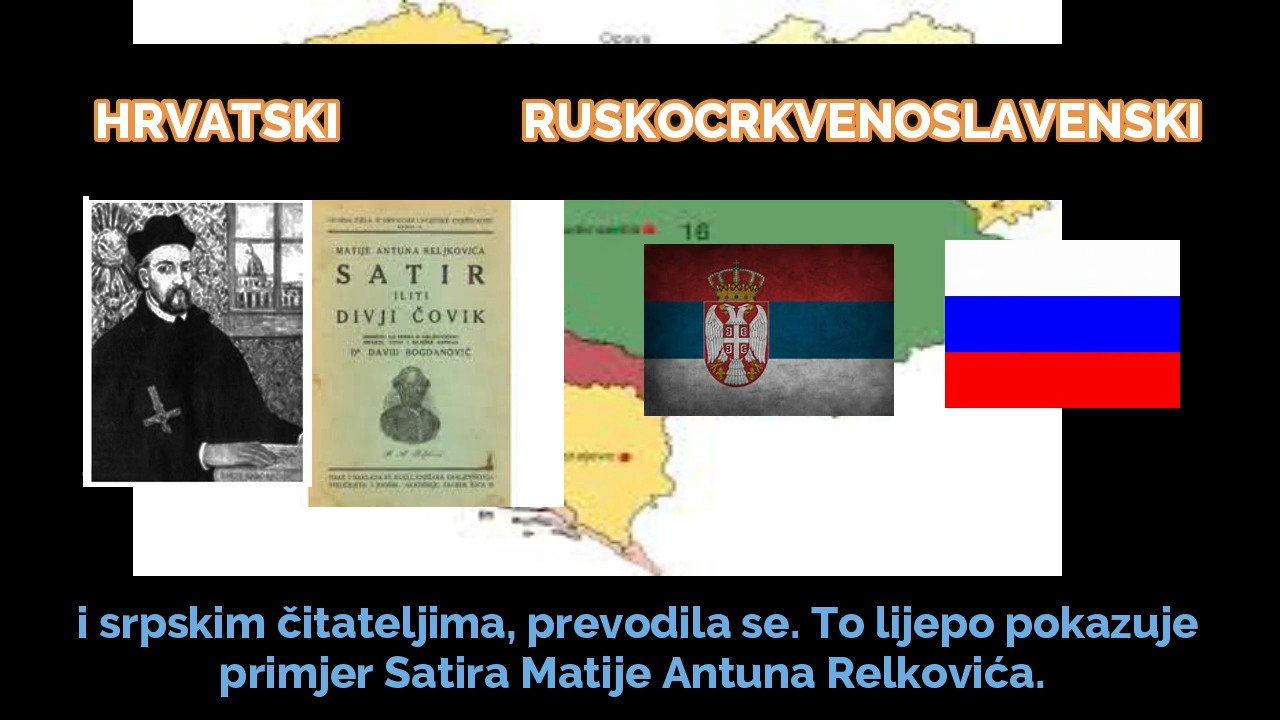 Opava
HRVATSKI
RUSKOCRKVENOSLAVENSKI
16
MATIJE ANTUNA RELJKOVIĆA
SATIR
ILITI
DIVJI ČOVIK
Dr DAVID BOGDANOVIĆ
i srpskim čitateljima, prevodila se. To lijepo pokazuje
primjer Satira Matije Antuna Relkovića.